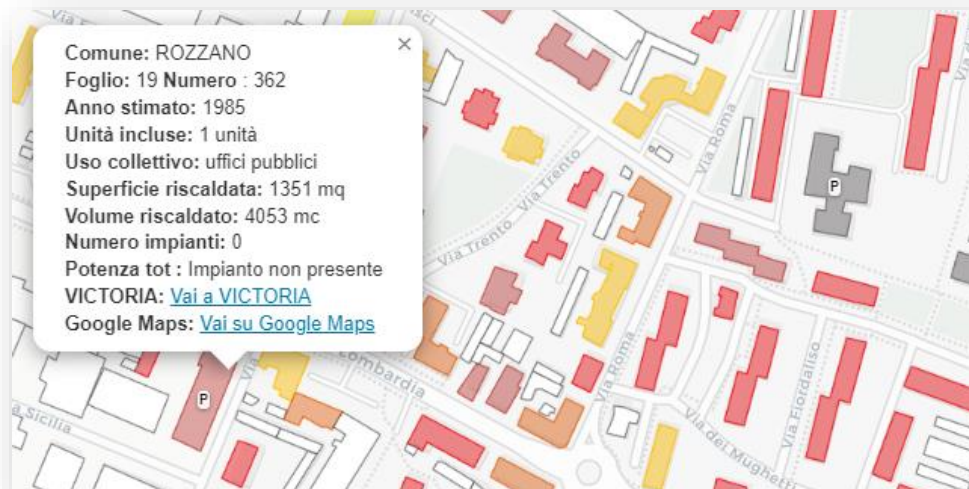 Comune: ROZZANO
Foglio: 19 Numero : 362
Anno stimato: 1985
Unità incluse: 1 unità
Uso collettivo: uffici pubblici
Superficie riscaldata: 1351 mq
Volume riscaldato: 4053 mc
Numero impianti: 0
Potenza tot : Impianto non presente
VICTORIA: Vai a VICTORIA
Google Maps: Vai su Google Maps
×
Via Roma
P
Via Trento
Via Trento
Via Roma
Lombardia
P
Sicilia
Via Fiordaliso
Via dei Mughetti